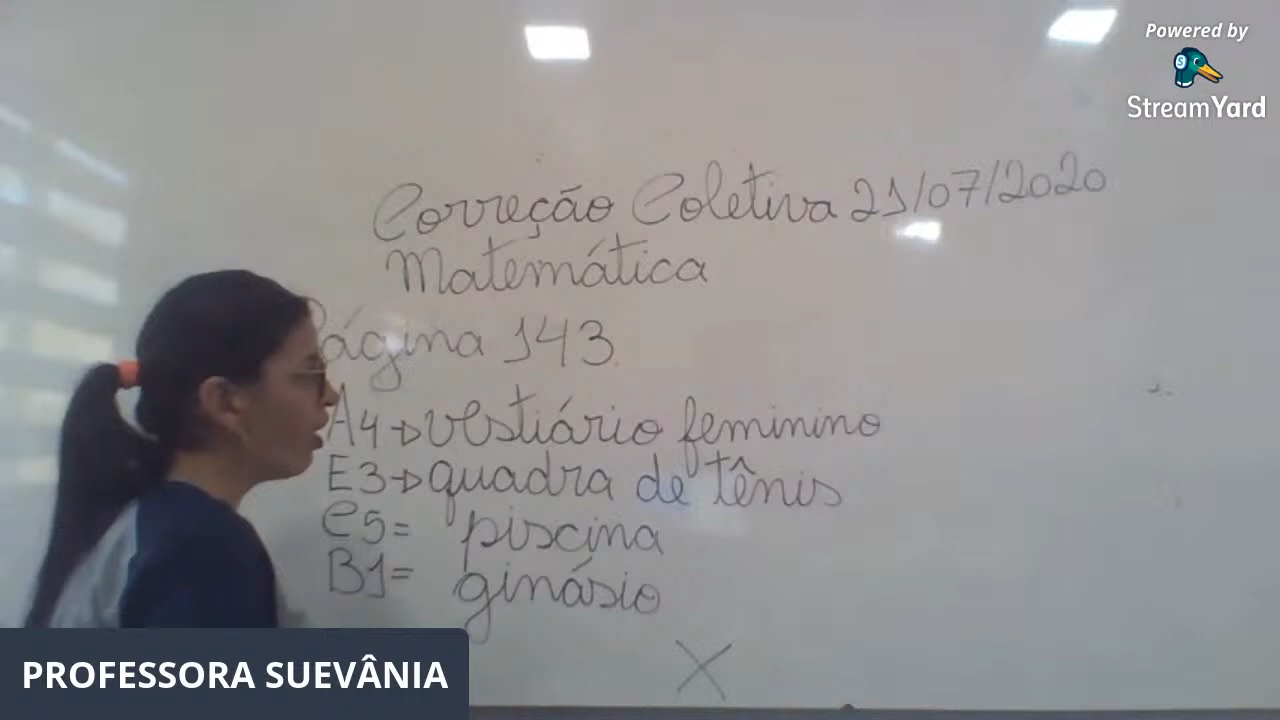 Powered by
StreamYard
Correção Coletiva 21/07/2020
Matemática
Página 143
A4→vestiário feminino
E3→quadra de tênis
C5= piscina
B1= ginásio
X
PROFESSORA SUEVÂNIA